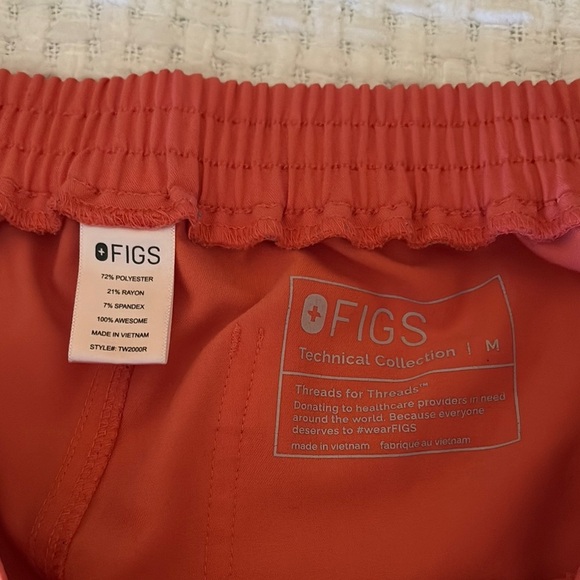 FIGS
72% POLYESTER
21% RAYON
7% SPANDEX
100% AWESOME
MADE IN VIETNAM
STYLE#: TW2000R
FIGS
Technical Collection | M
Threads for Threads™
Donating to healthcare providers in need
around the world. Because everyone
deserves to #wearFIGS
made in vietnam fabriqué au vietnam